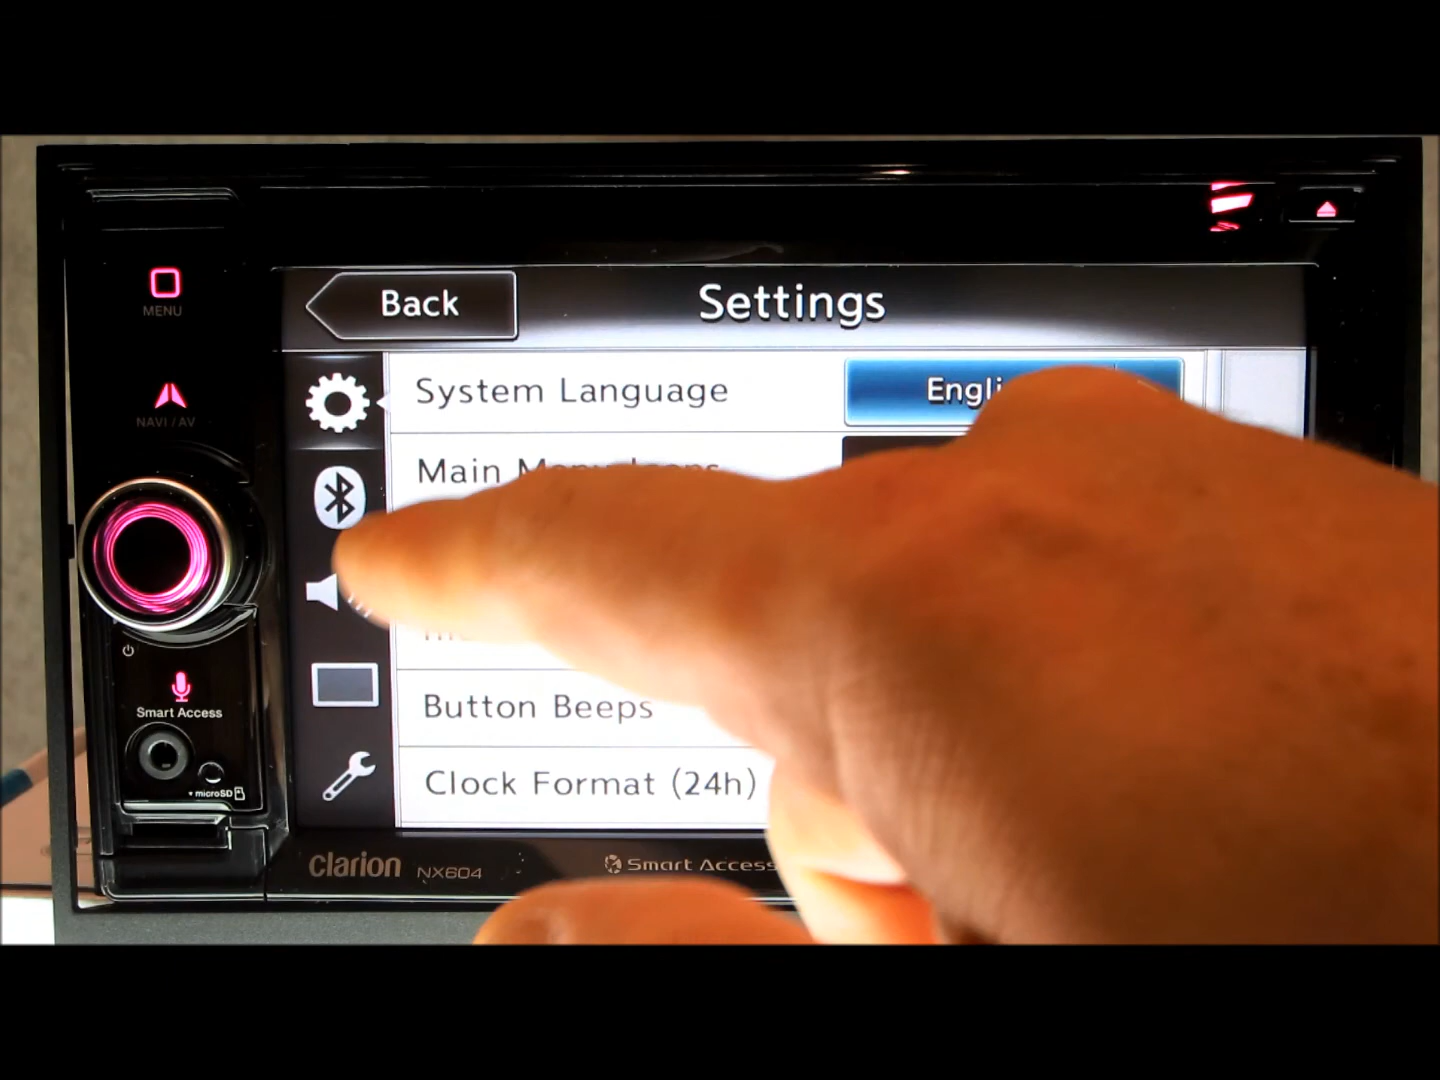 MENU
NAVI / AV
Back
Settings
System Language
Main
Button Beeps
Clock Format (24h)
Smart Access
microSD
clarion NX604
Smart Access